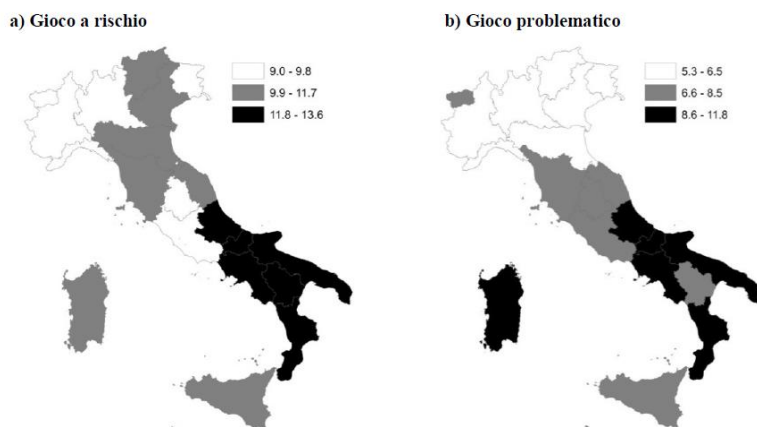 a) Gioco a rischio
9.0 - 9.8
9.9 - 11.7
11.8 - 13.6
b) Gioco problematico
5.3 - 6.5
6.6 - 8.5
8.6 - 11.8